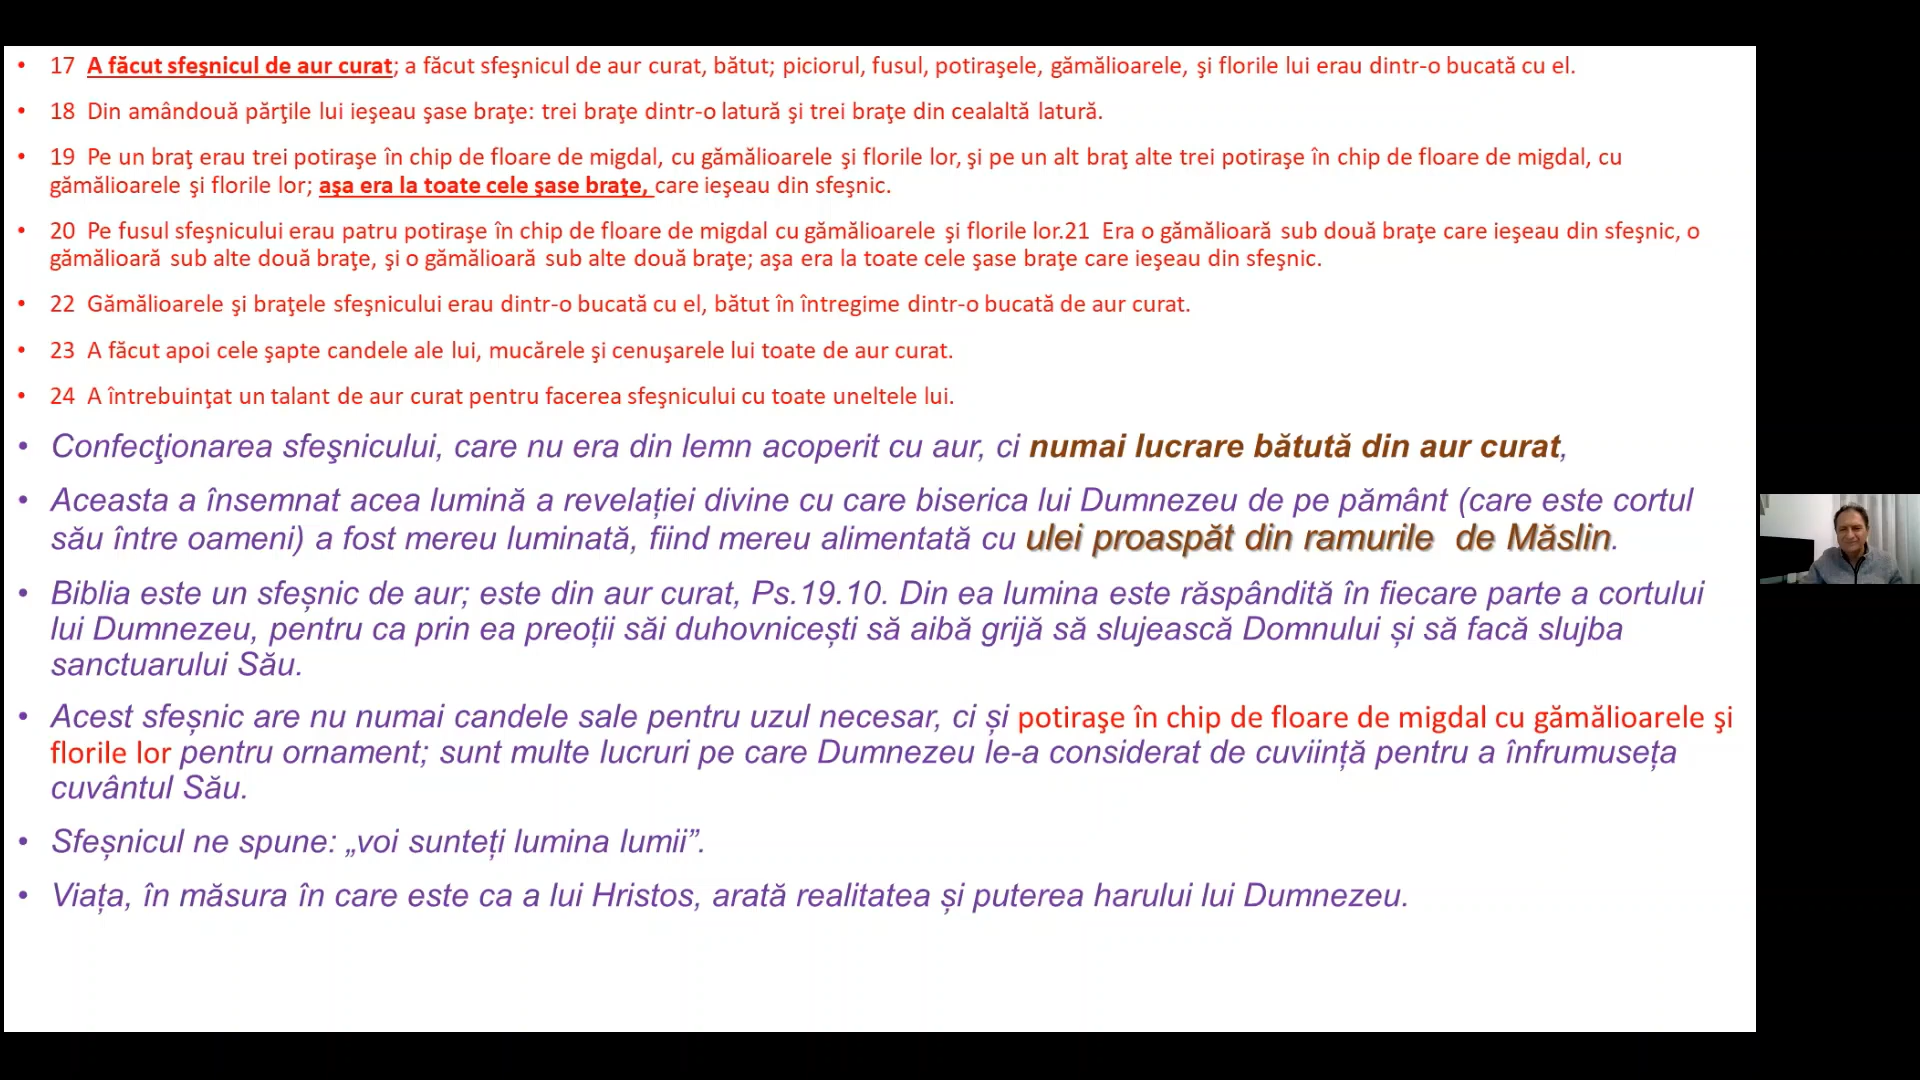 • 17 A făcut sfeşnicul de aur curat; a făcut sfeşnicul de aur curat, bătut; piciorul, fusul, potiraşele, gămălioarele, şi florile lui erau dintr-o bucată cu el.
• 18 Din amândouă părţile lui ieşeau şase braţe: trei braţe dintr-o latură şi trei braţe din cealaltă latură.
• 19 Pe un braţ erau trei potiraşe în chip de floare de migdal, cu gămălioarele şi florile lor, şi pe un alt braţ alte trei potiraşe în chip de floare de migdal, cu
gămălioarele şi florile lor; aşa era la toate cele şase braţe, care ieşeau din sfeşnic.
• 20 Pe fusul sfeşnicului erau patru potiraşe în chip de floare de migdal cu gămălioarele şi florile lor.21 Era o gămălioară sub două braţe care ieşeau din sfeşnic, o
gămălioară sub alte două braţe, şi o gămălioară sub alte două braţe; aşa era la toate cele şase braţe care ieşeau din sfeşnic.
• 22 Gămălioarele şi braţele sfeşnicului erau dintr-o bucată cu el, bătut în întregime dintr-o bucată de aur curat.
• 23 A făcut apoi cele şapte candele ale lui, mucărele şi cenuşarele lui toate de aur curat.
• 24 A întrebuinţat un talant de aur curat pentru facerea sfeşnicului cu toate uneltele lui.
• Confecţionarea sfeşnicului, care nu era din lemn acoperit cu aur, ci numai lucrare bătută din aur curat,
• Aceasta a însemnat acea lumină a revelației divine cu care biserica lui Dumnezeu de pe pământ (care este cortul
său între oameni) a fost mereu luminată, fiind mereu alimentată cu ulei proaspăt din ramurile de Măslin.
• Biblia este un sfeșnic de aur; este din aur curat, Ps.19.10. Din ea lumina este răspândită în fiecare parte a cortului
lui Dumnezeu, pentru ca prin ea preoții săi duhovnicești să aibă grijă să slujească Domnului și să facă slujba
sanctuarului Său.
• Acest sfeșnic are nu numai candele sale pentru uzul necesar, ci și potiraşe în chip de floare de migdal cu gămălioarele şi
florile lor pentru ornament; sunt multe lucruri pe care Dumnezeu le-a considerat de cuviință pentru a înfrumuseța
cuvântul Său.
• Sfeșnicul ne spune: „voi sunteți lumina lumii”.
• Viața, în măsura în care este ca a lui Hristos, arată realitatea și puterea harului lui Dumnezeu.